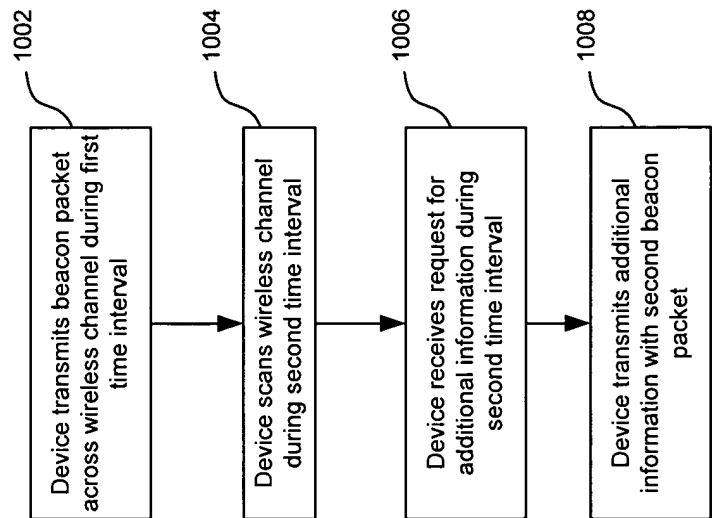 1002
Device transmits beacon packet
across wireless channel during first
time interval
1004
Device scans wireless channel
during second time interval
1006
Device receives request for
additional information during
second time interval
1008
Device transmits additional
information with second beacon
packet